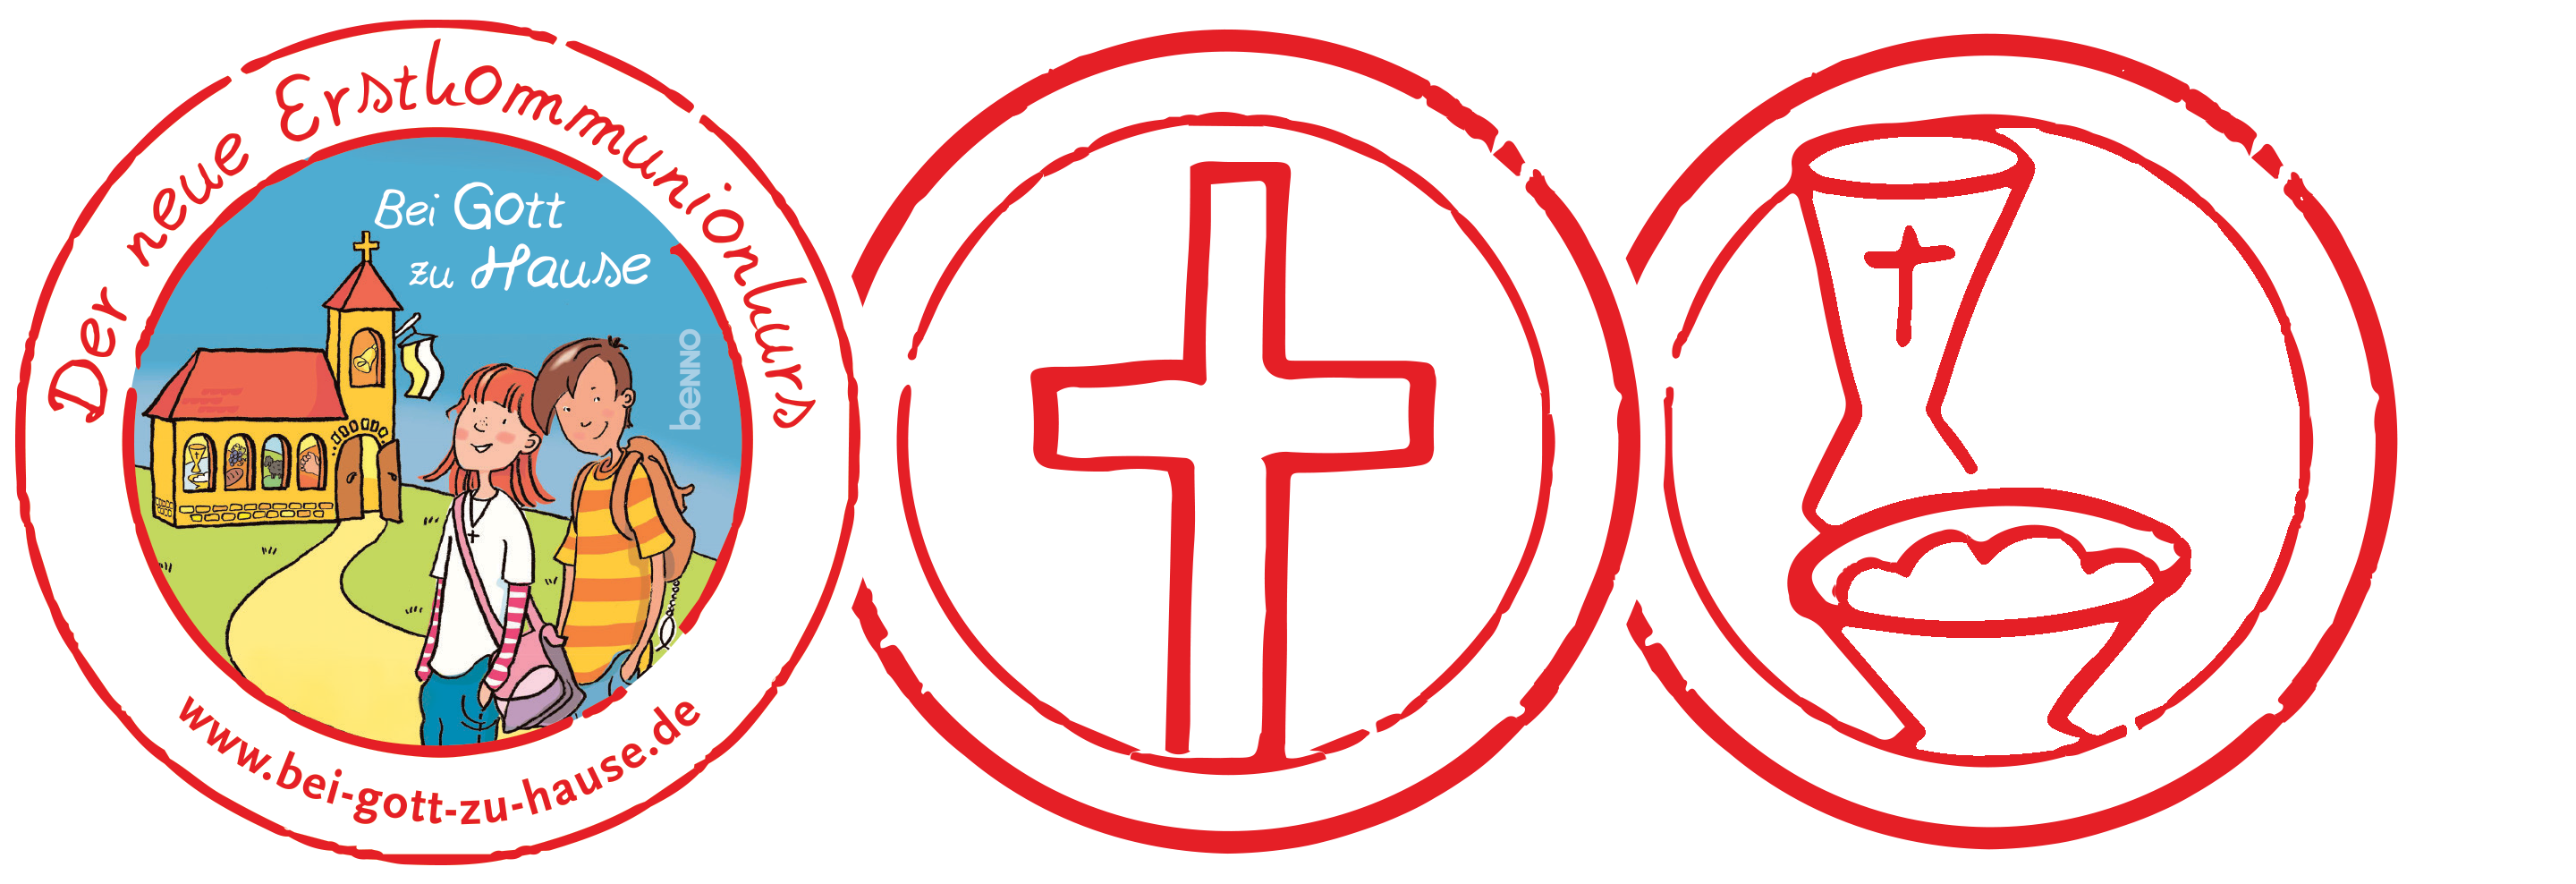 Der neue Erstkommunionkurs
Bei Gott
zu Hause
benno
www.bei-gott-zu-hause.de